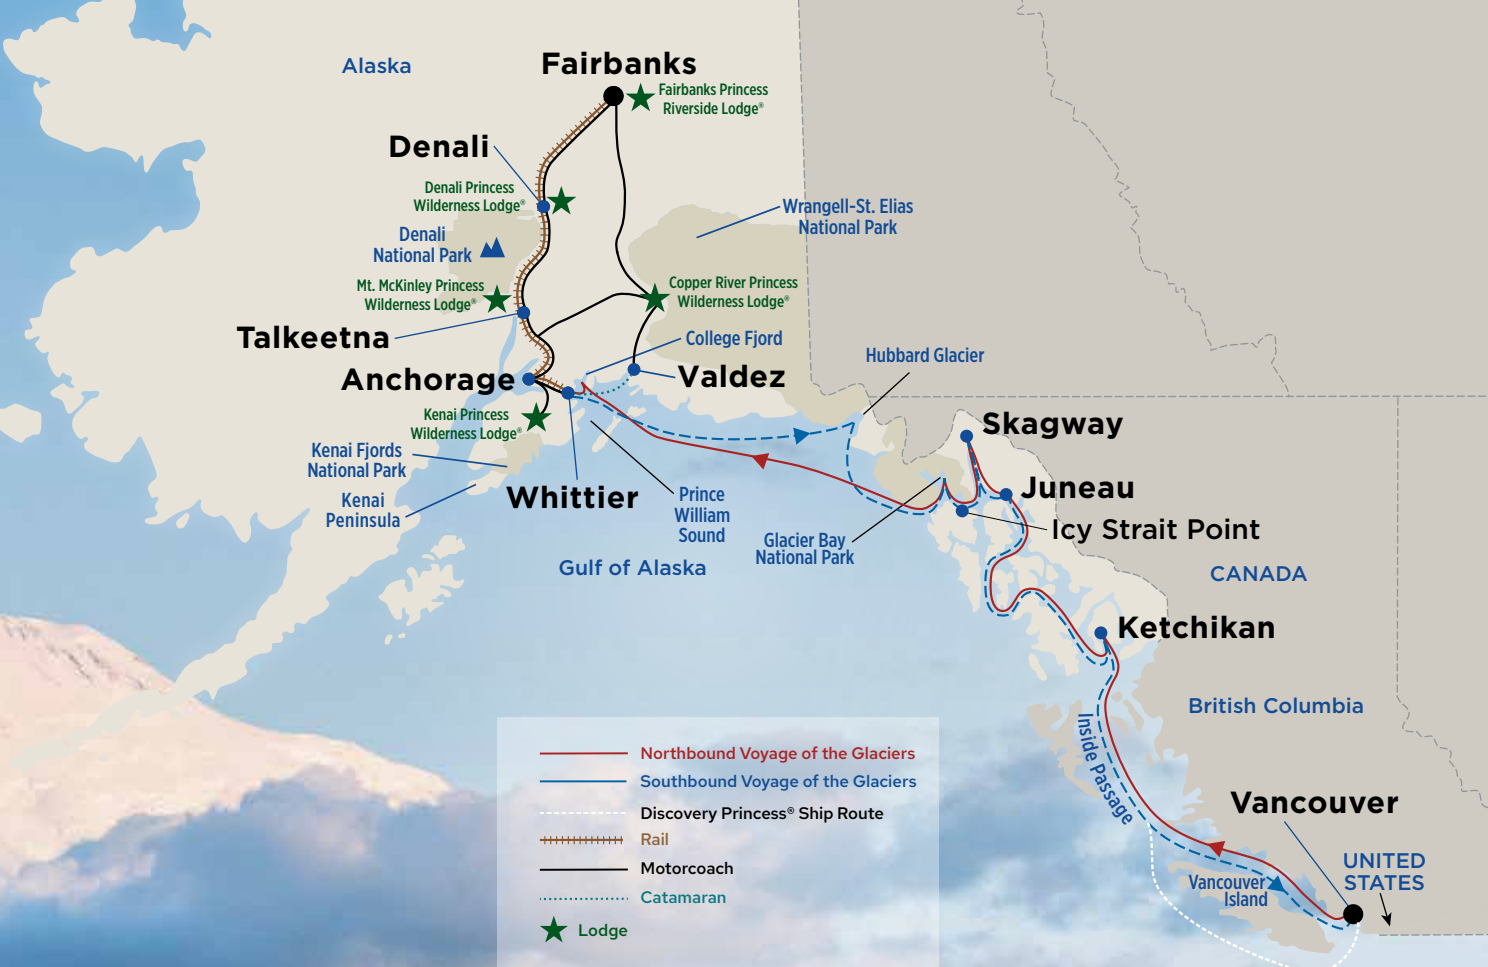 Fairbanks
Alaska
Fairbanks Princess
Riverside Lodge®
Denali
Denali Princess
Wilderness Lodge®
Wrangell-St. Elias
National Park
Denali
National Park
Mt. McKinley Princess
Wilderness Lodge®
Copper River Princess
Wilderness Lodge®
Talkeetna
College Fjord
Hubbard Glacier
Anchorage
Valdez
Kenai Princess
Wilderness Lodge®
Skagway
Kenai Fjords
National Park
Whittier
Kenai
Peninsula
Prince
William
Sound
Juneau
Icy Strait Point
Glacier Bay
National Park
Gulf of Alaska
CANADA
Ketchikan
British Columbia
Inside Passage
Vancouver
UNITED
STATES
Vancouver
Island
Northbound Voyage of the Glaciers
Southbound Voyage of the Glaciers
Discovery Princess® Ship Route
Rail
Motorcoach
Catamaran
Lodge